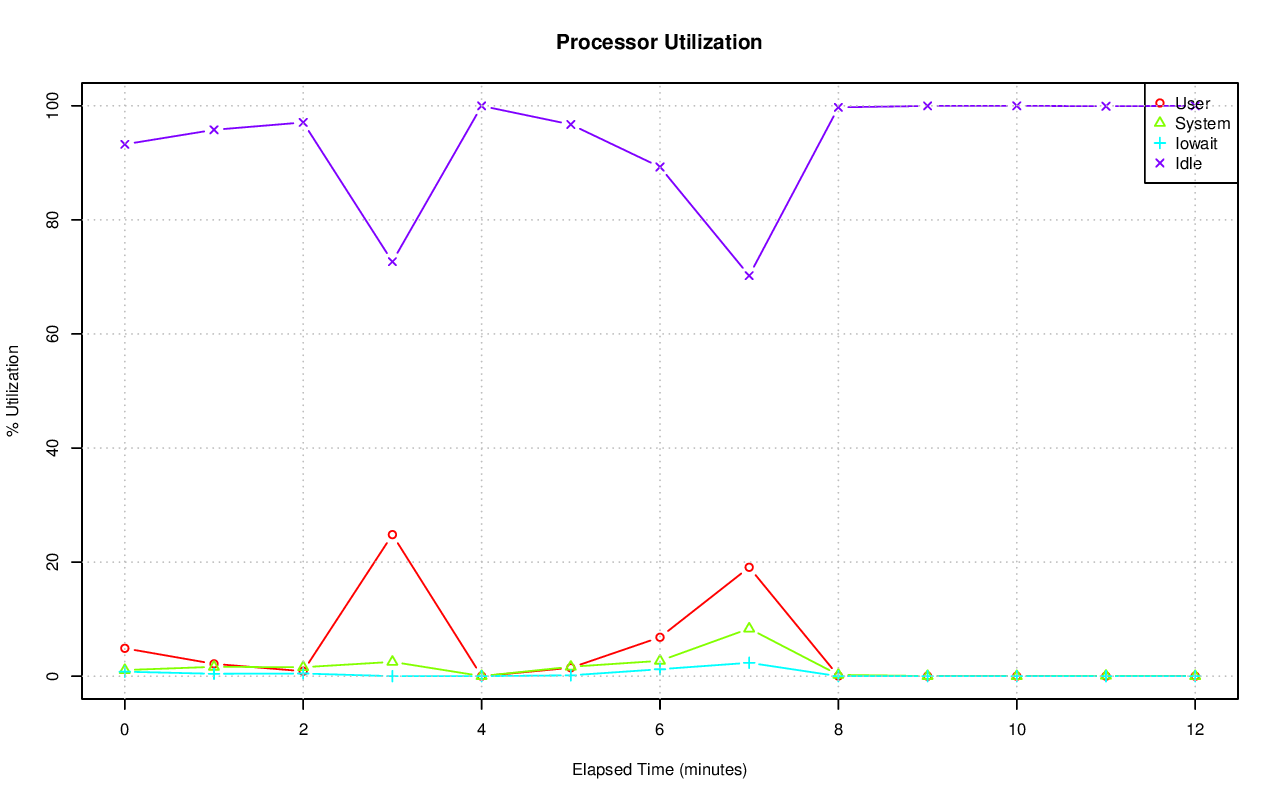 Processor Utilization
100
80
60
40
20
0
% Utilization
User
System
Iowait
Idle
0 2 4 6 8 10 12
Elapsed Time (minutes)